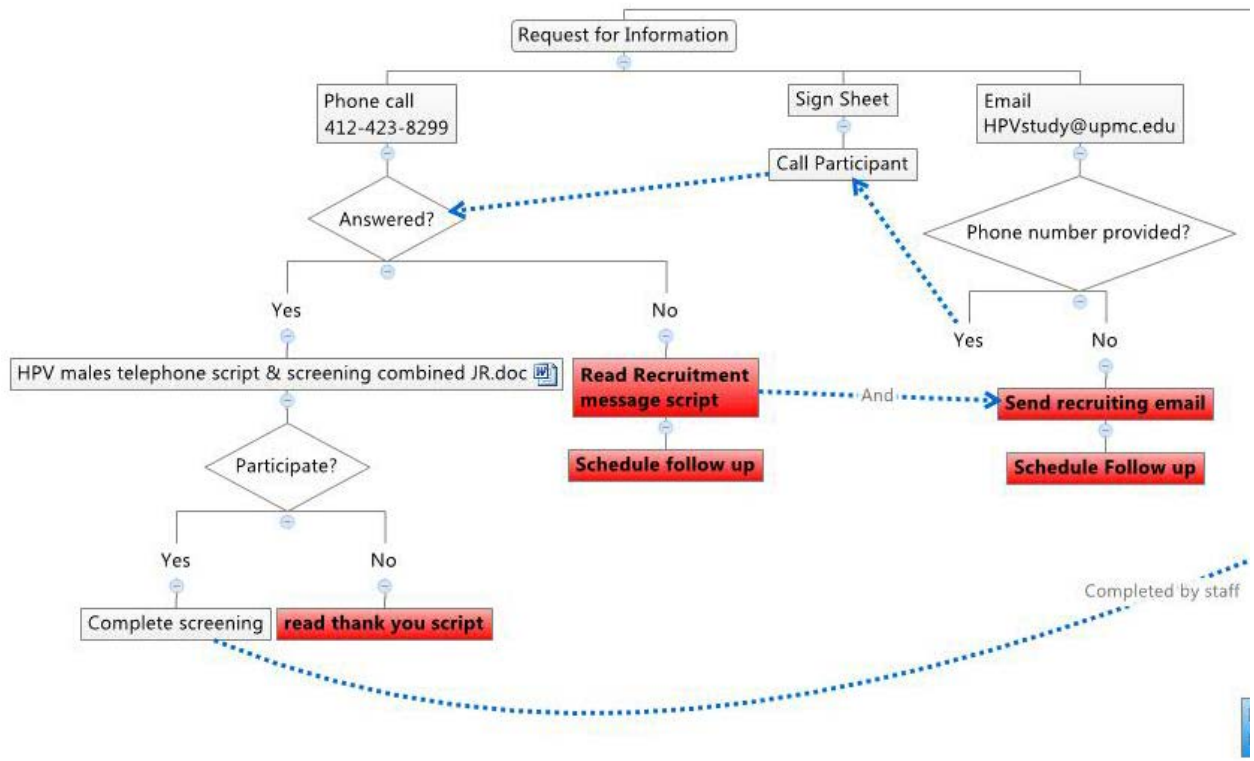 Request for Information
Phone call
412-423-8299
Sign Sheet
Email
HPVstudy@upmc.edu
Call Participant
Answered?
Phone number provided?
Yes
No
Yes
No
HPV males telephone script & screening combined JR.doc
Read Recruitment
message script
And
Send recruiting email
Schedule follow up
Schedule Follow up
Participate?
Yes
No
Completed by staff
Complete screening
read thank you script